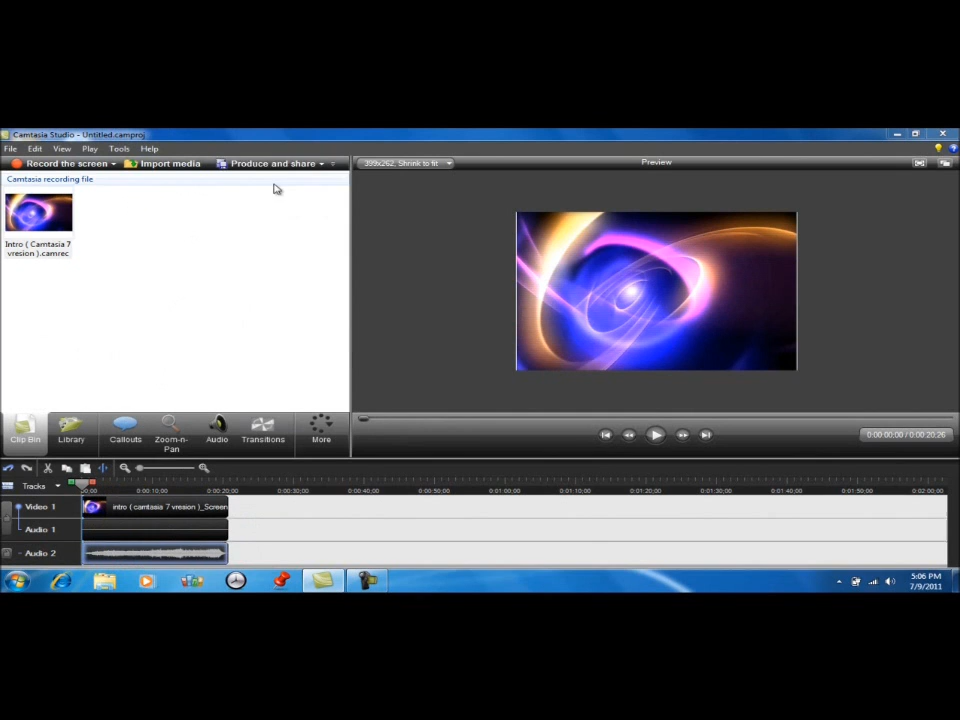 Camtasia Studio - Untitled.camproj
File Edit View Play Tools Help
Record the screen Import media Produce and share
399x262, Shrink to fit Preview
Camtasia recording file
Intro ( Camtasia 7
vresion ).camrec
Clip Bin Library Callouts Zoom-n-
Pan Audio Transitions More
0:00:00;00 / 0:00:20;26
Tracks 0:00:10;00 0:00:20;00 0:00:30;00 0:00:40;00 0:00:50;00 0:01:00;00 0:01:10;00 0:01:20;00 0:01:30;00 0:01:40;00 0:01:50;00 0:02:00;00
Video 1 intro ( camtasia 7 vresion )_Screen
Audio 1
Audio 2
5:06 PM
7/9/2011